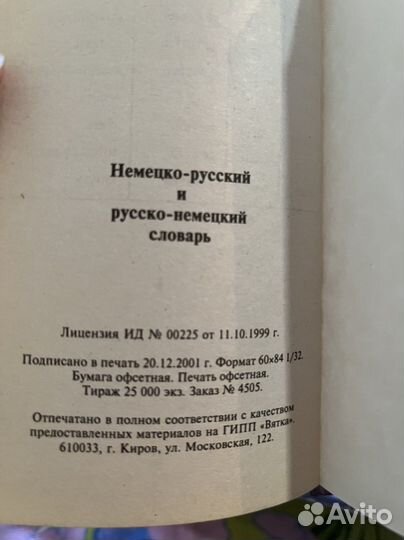 Немецко-русский
и
русско-немецкий
словарь
Лицензия ИД № 00225 от 11.10.1999 г.
Подписано в печать 20.12.2001 г. Формат 60×84 1/32.
Бумага офсетная. Печать офсетная.
Тираж 25 000 экз. Заказ № 4505.
Отпечатано в полном соответствии с качеством
предоставленных материалов на ГИПП «Вятка».
610033, г. Киров, ул. Московская, 122.
Avito